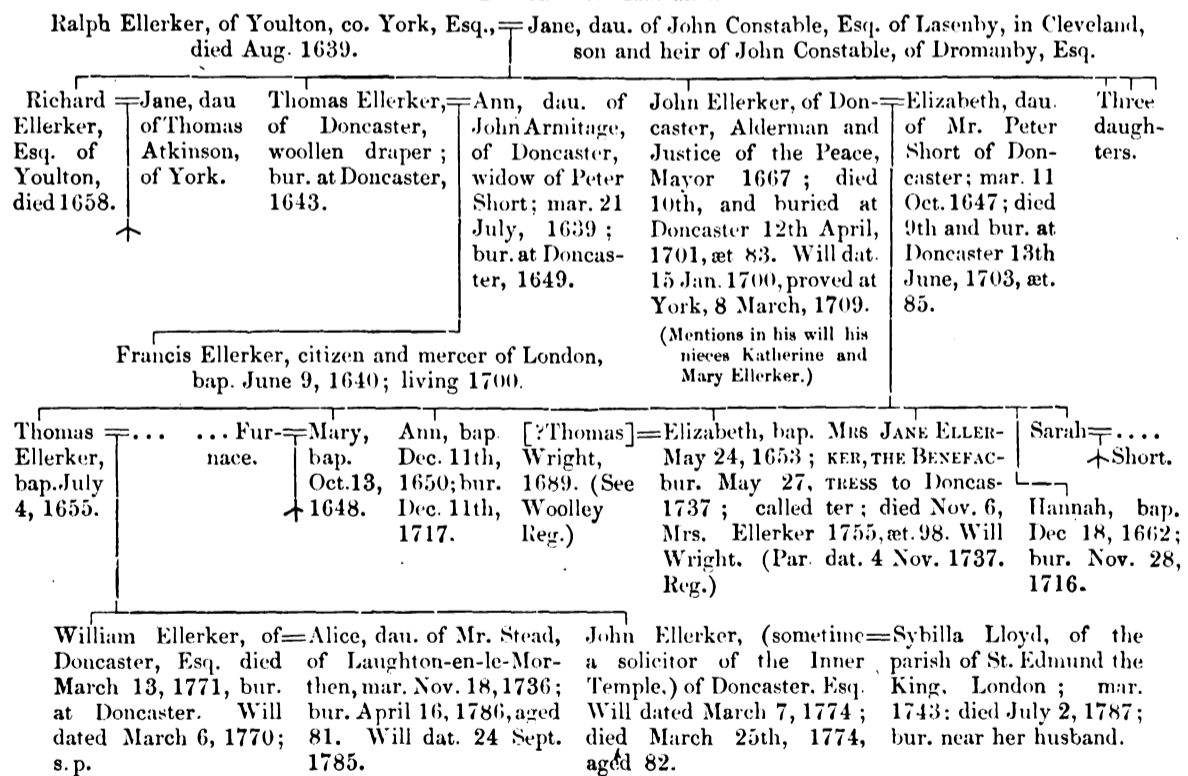 Ralph Ellerker, of Youlton, co. York, Esq.,
died Aug. 1639.
Jane, dau. of John Constable, Esq. of Lasenby, in Cleveland,
son and heir of John Constable, of Dromanby, Esq.
Richard
Ellerker,
Esq. of
Youlton,
died 1658.
Jane, dau
of Thomas
Atkinson,
of York.
Thomas Ellerker,
of Doncaster,
woollen draper;
bur. at Doncaster,
1643.
Ann, dau. of
John Armitage,
of Doncaster,
widow of Peter
Short; mar. 21
July, 1639;
bur. at Doncas-
ter, 1649.
John Ellerker, of Don-
caster, Alderman and
Justice of the Peace,
Mayor 1667; died
10th, and buried at
Doncaster 12th April,
1701, æt 83. Will dat.
15 Jan. 1700, proved at
York, 8 March, 1709.
(Mentions in his will his
nieces Katherine and
Mary Ellerker.)
Elizabeth, dau.
of Mr. Peter
Short of Don-
caster; mar. 11
Oct. 1647; died
9th and bur. at
Doncaster 13th
June, 1703, æt.
85.
Three
daugh-
ters.
Francis Ellerker, citizen and mercer of London,
bap. June 9, 1640; living 1700.
Thomas
Ellerker,
bap. July
4, 1655.
. . .
. . . Fur-
nace.
Mary,
bap.
Oct. 13,
1648.
Ann, bap.
Dec. 11th,
1650; bur.
Dec. 11th,
1717.
[?Thomas]
Wright,
1689. (See
Woolley
Reg.)
Elizabeth, bap.
May 24, 1653;
bur. May 27,
1737; called
Mrs. Ellerker
Wright. (Par.
Reg.)
MRS JANE ELLER-
KER, THE BENEFAC-
TRESS to Doncas-
ter; died Nov. 6,
1755, æt. 98. Will
dat. 4 Nov. 1737.
Sarah
. . . .
Short.
Hannah, bap.
Dec 18, 1662;
bur. Nov. 28,
1716.
William Ellerker, of
Doncaster, Esq. died
March 13, 1771, bur.
at Doncaster. Will
dated March 6, 1770;
s. p.
Alice, dau. of Mr. Stead,
of Laughton-en-le-Mor-
then, mar. Nov. 18, 1736;
bur. April 16, 1786, aged
81. Will dat. 24 Sept.
1785.
John Ellerker, (sometime
a solicitor of the Inner
Temple,) of Doncaster. Esq.
Will dated March 7, 1774;
died March 25th, 1774,
aged 82.
Sybilla Lloyd, of the
parish of St. Edmund the
King, London; mar.
1743: died July 2, 1787;
bur. near her husband.